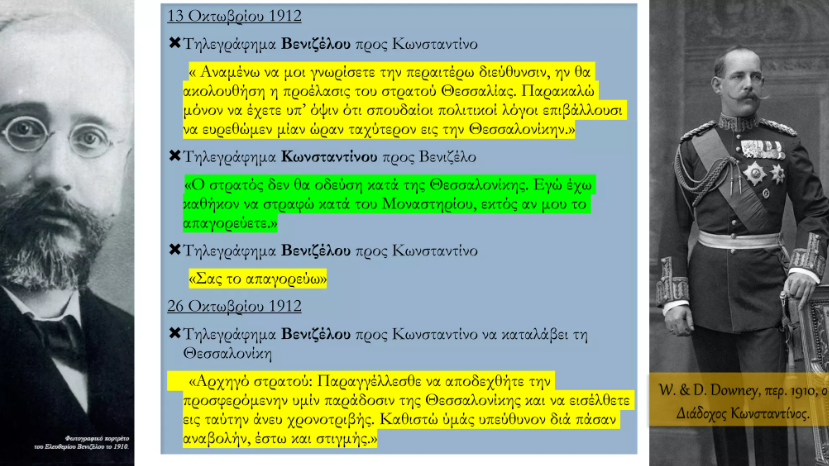 13 Οκτωβρίου 1912
✖Τηλεγράφημα Βενιζέλου προς Κωνσταντίνο
« Αναμένω να μοι γνωρίσετε την περαιτέρω διεύθυνσιν, ην θα
ακολουθήση η προέλασις του στρατού Θεσσαλίας. Παρακαλώ
μόνον να έχετε υπ’ όψιν ότι σπουδαίοι πολιτικοί λόγοι επιβάλλουσι
να ευρεθώμεν μίαν ώραν ταχύτερον εις την Θεσσαλονίκην.»
✖Τηλεγράφημα Κωνσταντίνου προς Βενιζέλο
«Ο στρατός δεν θα οδεύση κατά της Θεσσαλονίκης. Εγώ έχω
καθήκον να στραφώ κατά του Μοναστηρίου, εκτός αν μου το
απαγορεύετε.»
✖Τηλεγράφημα Βενιζέλου προς Κωνσταντίνο
«Σας το απαγορεύω»
26 Οκτωβρίου 1912
✖Τηλεγράφημα Βενιζέλου προς Κωνσταντίνο να καταλάβει τη
Θεσσαλονίκη
«Αρχηγό στρατού: Παραγγέλλεσθε να αποδεχθήτε την
προσφερόμενην υμίν παράδοσιν της Θεσσαλονίκης και να εισέλθετε
εις ταύτην άνευ χρονοτριβής. Καθιστώ ύμάς υπεύθυνον διά πάσαν
αναβολήν, έστω και στιγμής.»
Φωτογραφικό πορτρέτο
του Ελευθερίου Βενιζέλου το 1910.
W. & D. Downey, περ. 1910, ο
Διάδοχος Κωνσταντίνος.